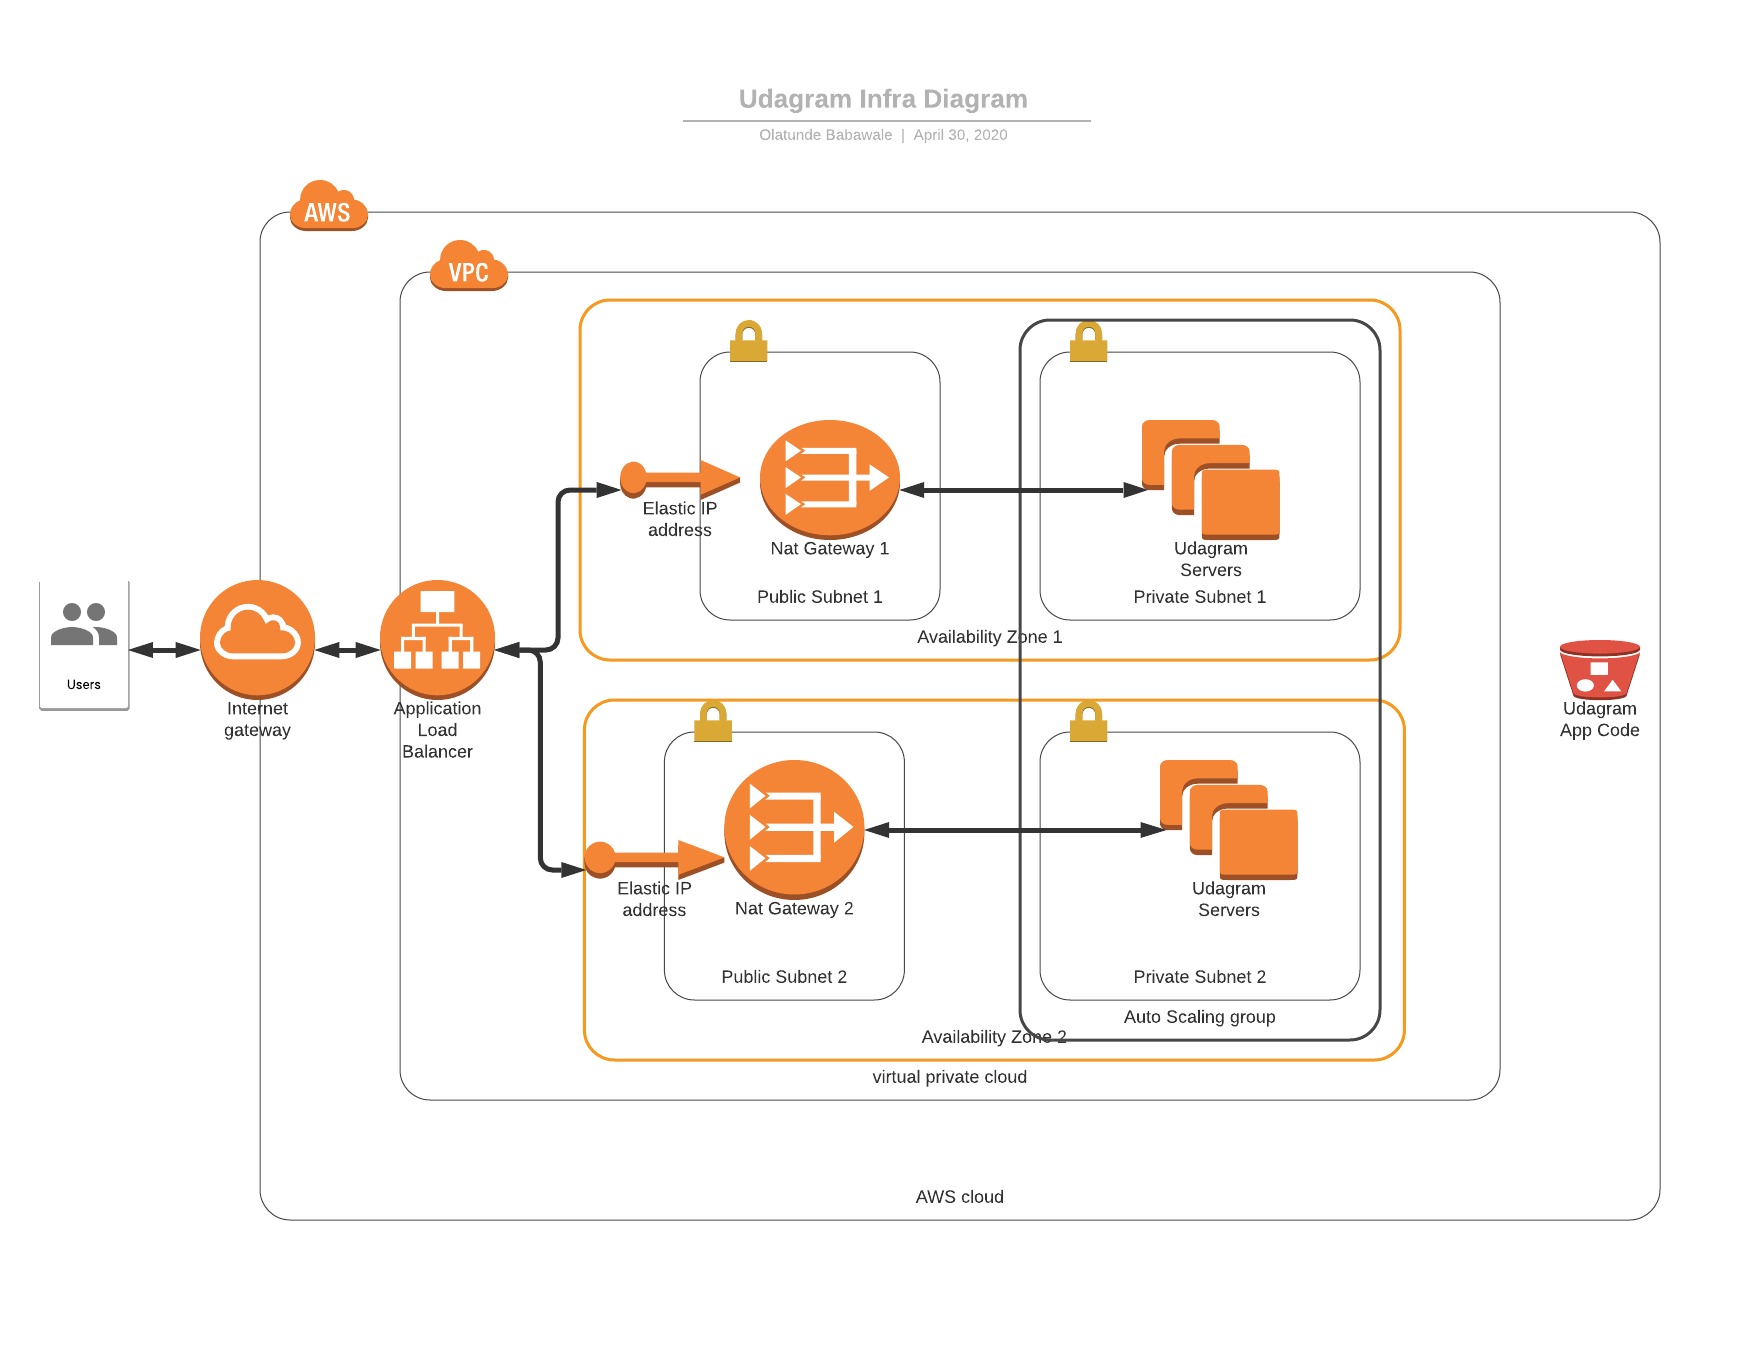 Udagram Infra Diagram
Olatunde Babawale | April 30, 2020
AWS
VPC
Elastic IP
address
Nat Gateway 1
Public Subnet 1
Udagram
Servers
Private Subnet 1
Availability Zone 1
Users
Internet
gateway
Application
Load
Balancer
Udagram
App Code
Elastic IP
address
Nat Gateway 2
Public Subnet 2
Udagram
Servers
Private Subnet 2
Auto Scaling group
Availability Zone 2
virtual private cloud
AWS cloud